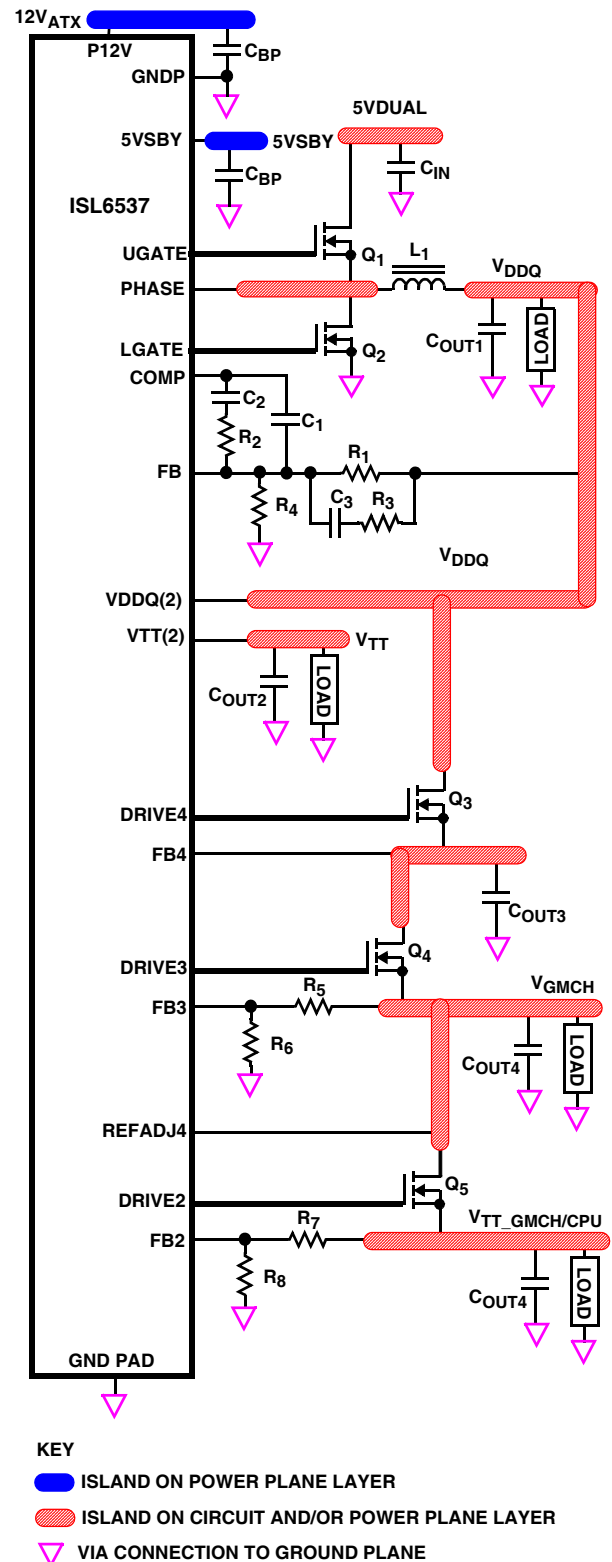 12VATX
P12V
CBP
GNDP
5VDUAL
5VSBY
5VSBY
CIN
CBP
ISL6537
UGATE
Q1
L1
VDDQ
PHASE
LGATE
Q2
COUT1
LOAD
COMP
C2
C1
R2
FB
R1
R4
C3
R3
VDDQ
VDDQ(2)
VTT(2)
VTT
COUT2
LOAD
Q3
DRIVE4
FB4
COUT3
Q4
DRIVE3
R5
VGMCH
FB3
R6
COUT4
LOAD
REFADJ4
Q5
DRIVE2
R7
VTT_GMCH/CPU
FB2
R8
COUT4
LOAD
GND PAD
KEY
ISLAND ON POWER PLANE LAYER
ISLAND ON CIRCUIT AND/OR POWER PLANE LAYER
VIA CONNECTION TO GROUND PLANE